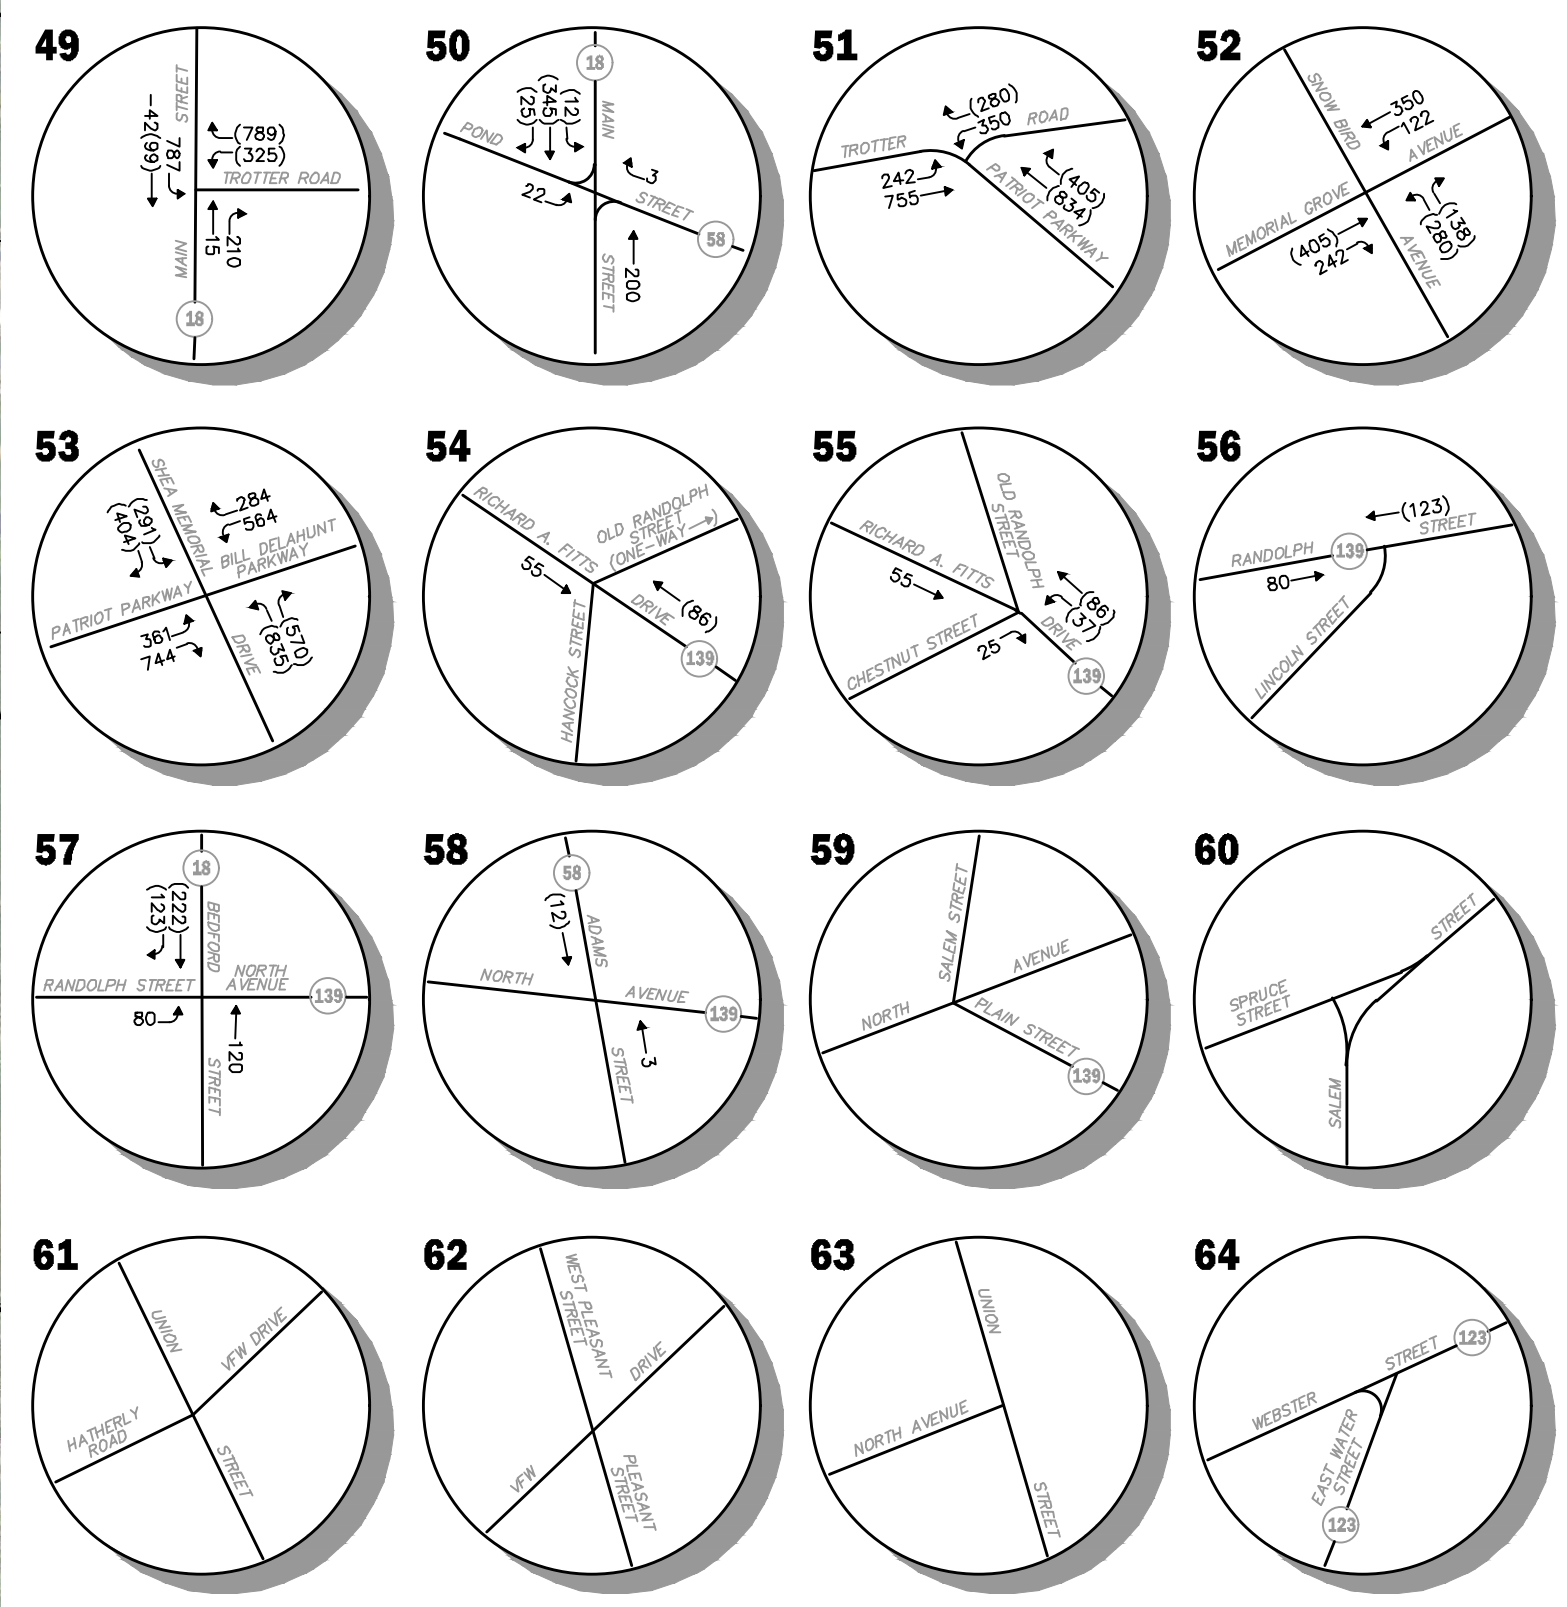 49
STREET
-42(99)
787
(789)
(325)
TROTTER ROAD
15
210
MAIN
18
50
18
MAIN
(25)
(345)
(12)
POND
22
3
STREET
58
STREET
200
51
(280)
350
ROAD
TROTTER
242
755
(405)
(834)
PATRIOT PARKWAY
52
SNOW BIRD
350
122
AVENUE
MEMORIAL GROVE
(405)
242
(138)
(280)
AVENUE
53
SHEA MEMORIAL
(291)
(404)
284
564
BILL DELAHUNT
PARKWAY
PATRIOT PARKWAY
361
744
DRIVE
(570)
(835)
54
RICHARD A. FITTS
OLD RANDOLPH
STREET
(ONE-WAY)
55
DRIVE
(86)
HANCOCK STREET
139
55
OLD RANDOLPH
STREET
RICHARD A. FITTS
55
(86)
(37)
CHESTNUT STREET
25
DRIVE
139
56
(123)
STREET
RANDOLPH
139
80
LINCOLN STREET
57
18
(222)
(123)
BEDFORD
RANDOLPH STREET
NORTH
AVENUE
139
80
120
STREET
58
58
(12)
ADAMS
NORTH
AVENUE
139
3
STREET
59
SALEM STREET
AVENUE
NORTH
PLAIN STREET
139
60
STREET
SPRUCE
STREET
SALEM
61
UNION
VFW DRIVE
HATHERLY
ROAD
STREET
62
WEST PLEASANT
STREET
DRIVE
VFW
PLEASANT
STREET
63
UNION
NORTH AVENUE
STREET
64
123
STREET
WEBSTER
EAST WATER
STREET
123